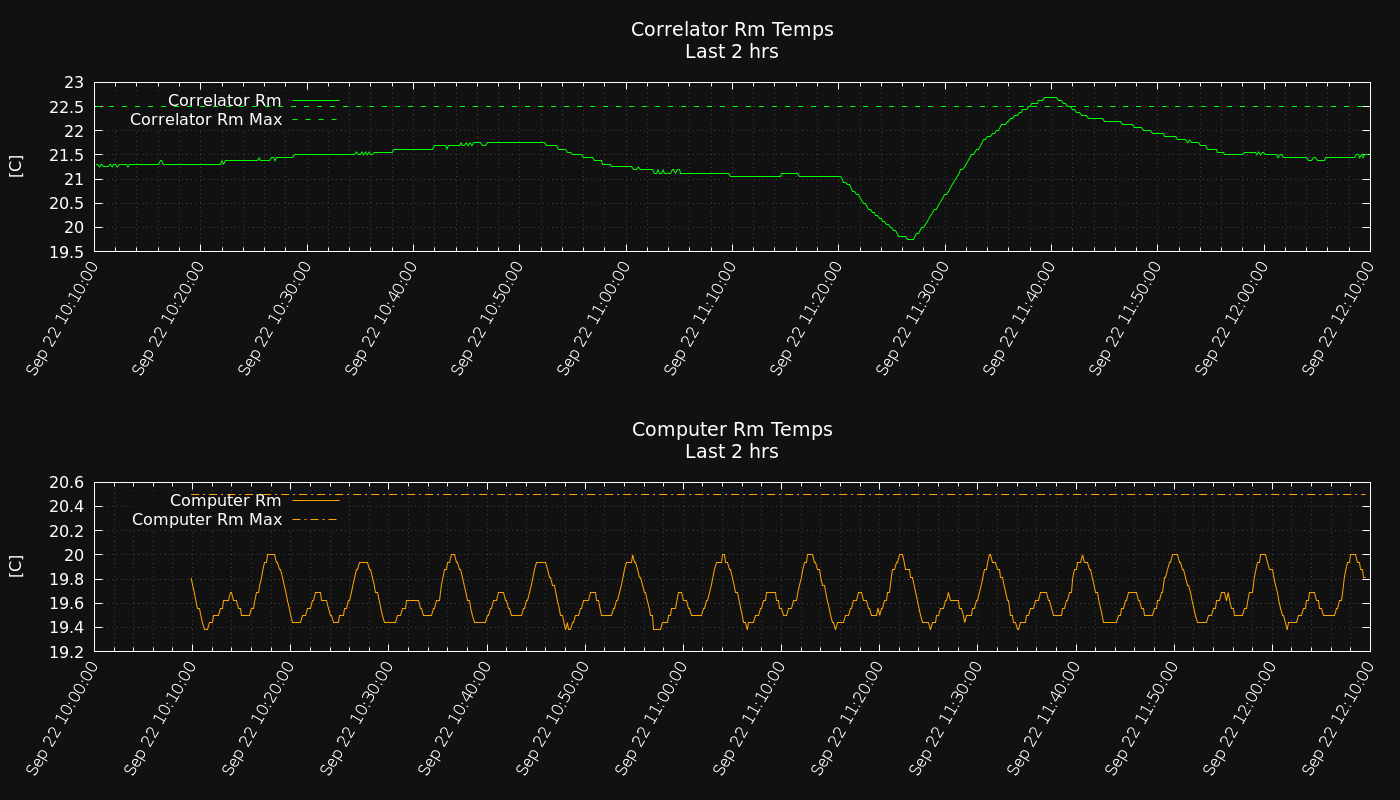 Correlator Rm Temps
Last 2 hrs
[C]
23
22.5
22
21.5
21
20.5
20
19.5
Correlator Rm
Correlator Rm Max
Sep 22 10:10:00
Sep 22 10:20:00
Sep 22 10:30:00
Sep 22 10:40:00
Sep 22 10:50:00
Sep 22 11:00:00
Sep 22 11:10:00
Sep 22 11:20:00
Sep 22 11:30:00
Sep 22 11:40:00
Sep 22 11:50:00
Sep 22 12:00:00
Sep 22 12:10:00
Computer Rm Temps
Last 2 hrs
[C]
20.6
20.4
20.2
20
19.8
19.6
19.4
19.2
Computer Rm
Computer Rm Max
Sep 22 10:00:00
Sep 22 10:10:00
Sep 22 10:20:00
Sep 22 10:30:00
Sep 22 10:40:00
Sep 22 10:50:00
Sep 22 11:00:00
Sep 22 11:10:00
Sep 22 11:20:00
Sep 22 11:30:00
Sep 22 11:40:00
Sep 22 11:50:00
Sep 22 12:00:00
Sep 22 12:10:00